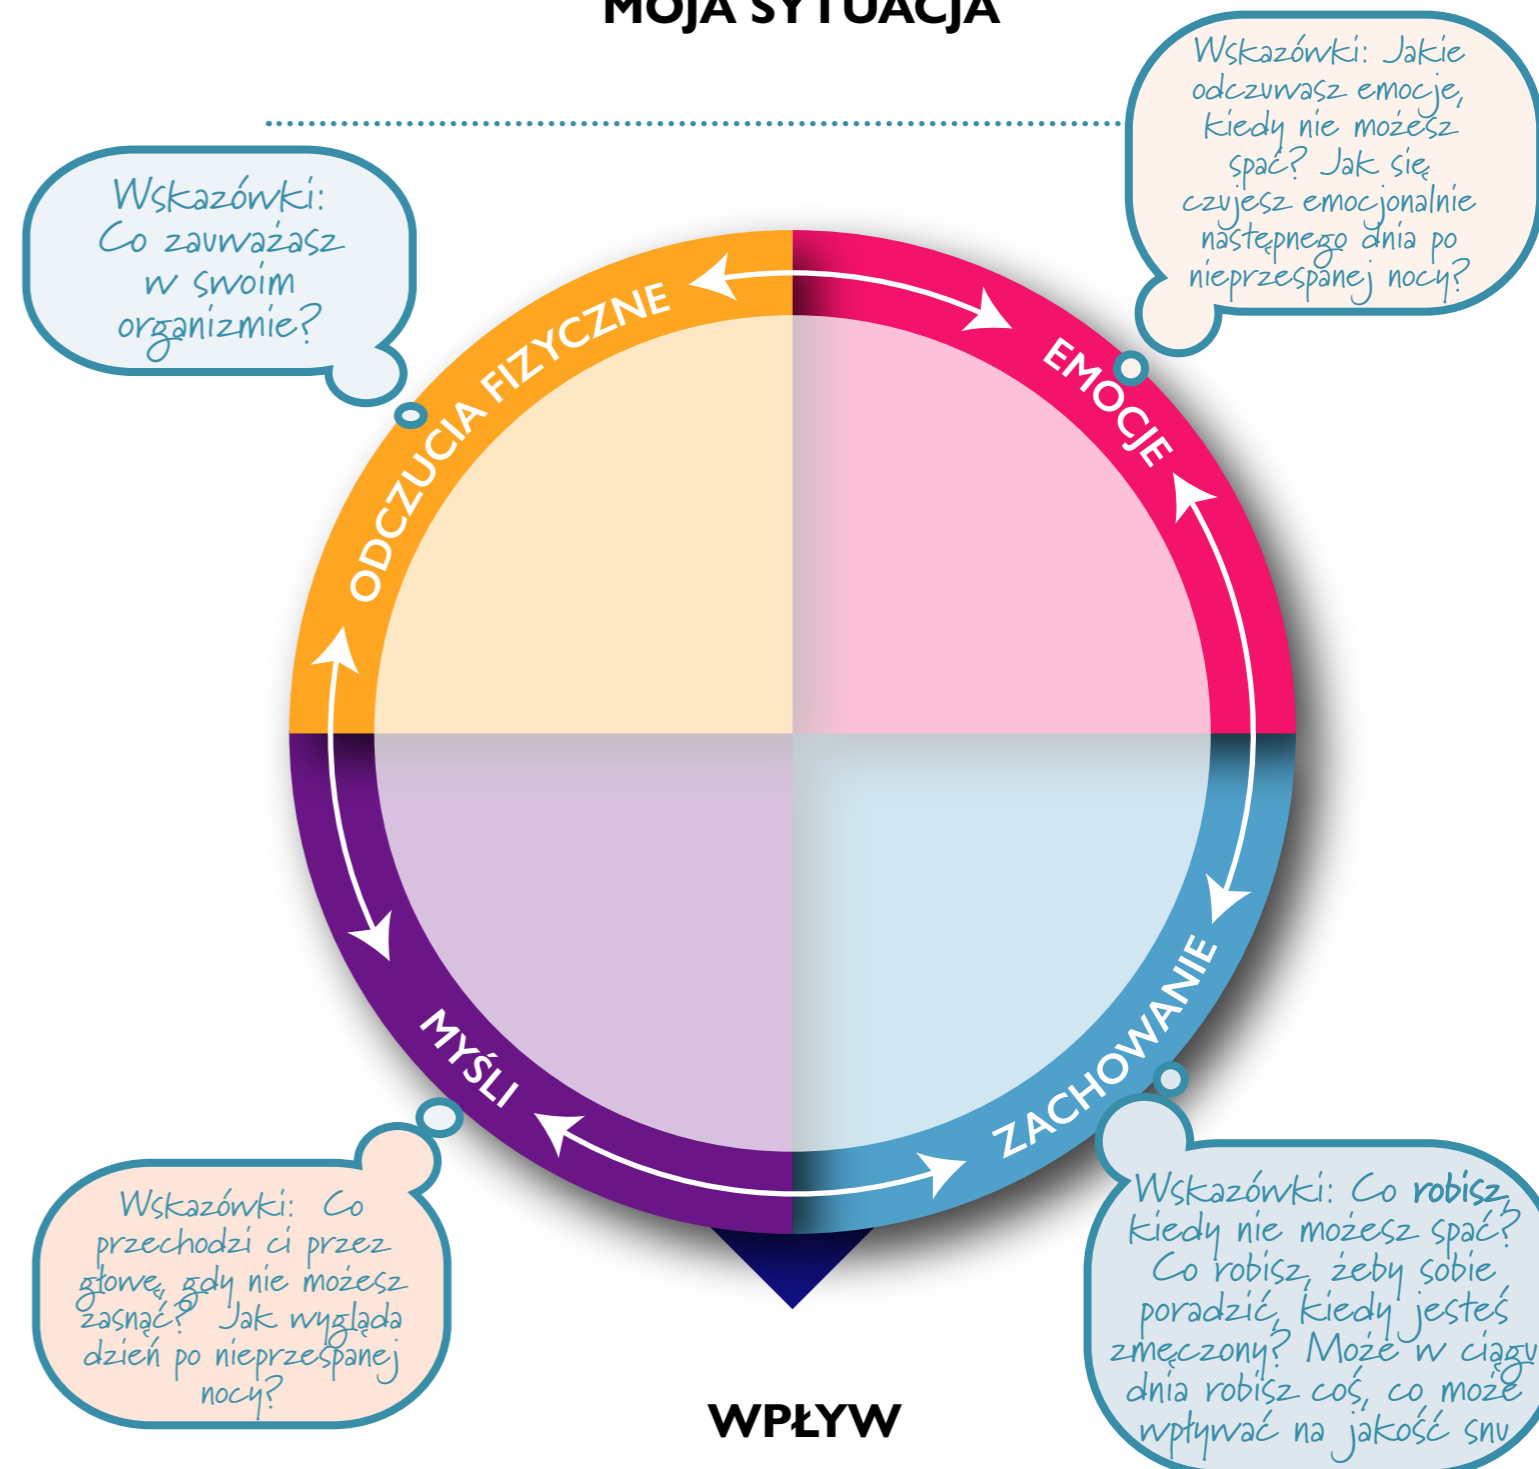 MOJA SYTUACJA
Wskazówki: Jakie
odczuwasz emocje,
kiedy nie możesz
spać? Jak się
czujesz emocjonalnie
następnego dnia po
nieprzespanej nocy?
Wskazówki:
Co zauważasz
w swoim
organizmie?
ODCZUCIA FIZYCZNE
EMOCJE
MYŚLI
ZACHOWANIE
Wskazówki: Co
przechodzi ci przez
głowę, gdy nie możesz
zasnąć? Jak wygląda
dzień po nieprzespanej
nocy?
Wskazówki: Co robisz,
kiedy nie możesz spać?
Co robisz, żeby sobie
poradzić, kiedy jesteś
zmęczony? Może w ciągu
dnia robisz coś, co może
wpływać na jakość snu
WPŁYW